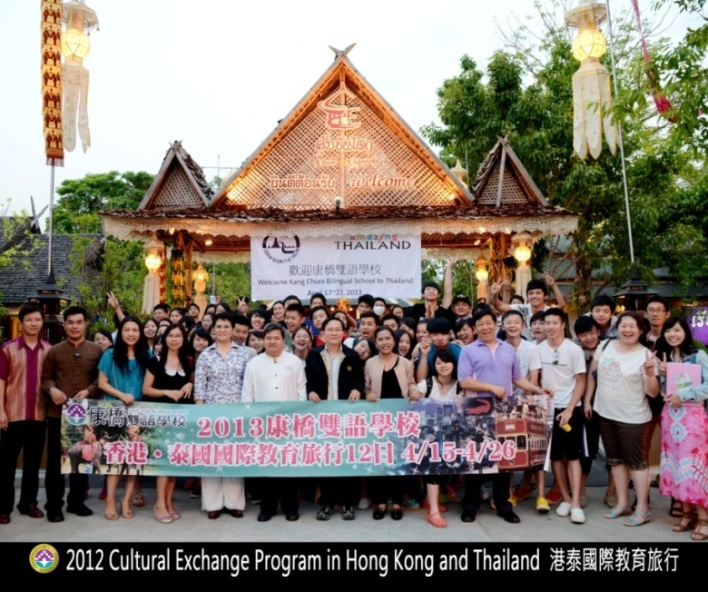 ยินดีต้อนรับ welcome
amazing
THAILAND
歡迎康橋雙語學校
Welcome Kang Chiao Bilingual School to Thailand
April 17-27, 2013
康橋雙語學校
2013康橋雙語學校
香港·泰國國際教育旅行12日 4/15-4/26
2012 Cultural Exchange Program in Hong Kong and Thailand 港泰國際教育旅行